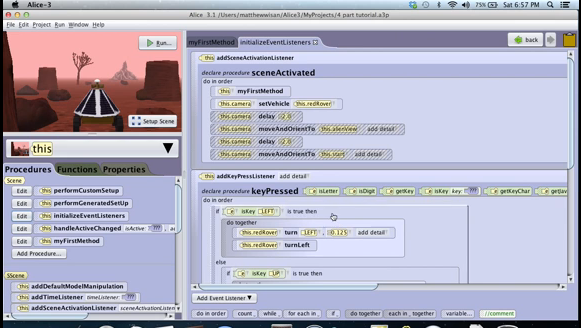 Alice-3
Sat 6:57 PM
Alice 3.1 /Users/matthewwisan/Alice3/MyProjects/4 part tutorial.a3p
File Edit Project Run Window Help
Run...
Setup Scene
myFirstMethod initializeEventListeners
back
this addSceneActivationListener
declare procedure sceneActivated
do in order
this myFirstMethod
this.camera setVehicle this.redRover
this.camera delay 2.0
this.camera moveAndOrientTo this.alienView add detail
this.camera delay 2.0
this.camera moveAndOrientTo this.start add detail
this
Procedures Functions Properties
Scene
Edit this performCustomSetup
Edit this performGeneratedSetUp
Edit this initializeEventListeners
Edit this handleActiveChanged isActive: ???
Edit this myFirstMethod
Add Procedure...
SScene
this addDefaultModelManipulation
this addTimeListener timeListener: ???
this addSceneActivationListener
this addKeyPressListener add detail
declare procedure keyPressed e isLetter e isDigit e getKey e isKey key: ??? e getKeyChar
do in order
if e isKey LEFT is true then
do together
this.redRover turn LEFT , 0.125 add detail
this.redRover turnLeft
else
if e isKey UP is true then
Add Event Listener
do in order count while for each in if do together each in together variable... //comment